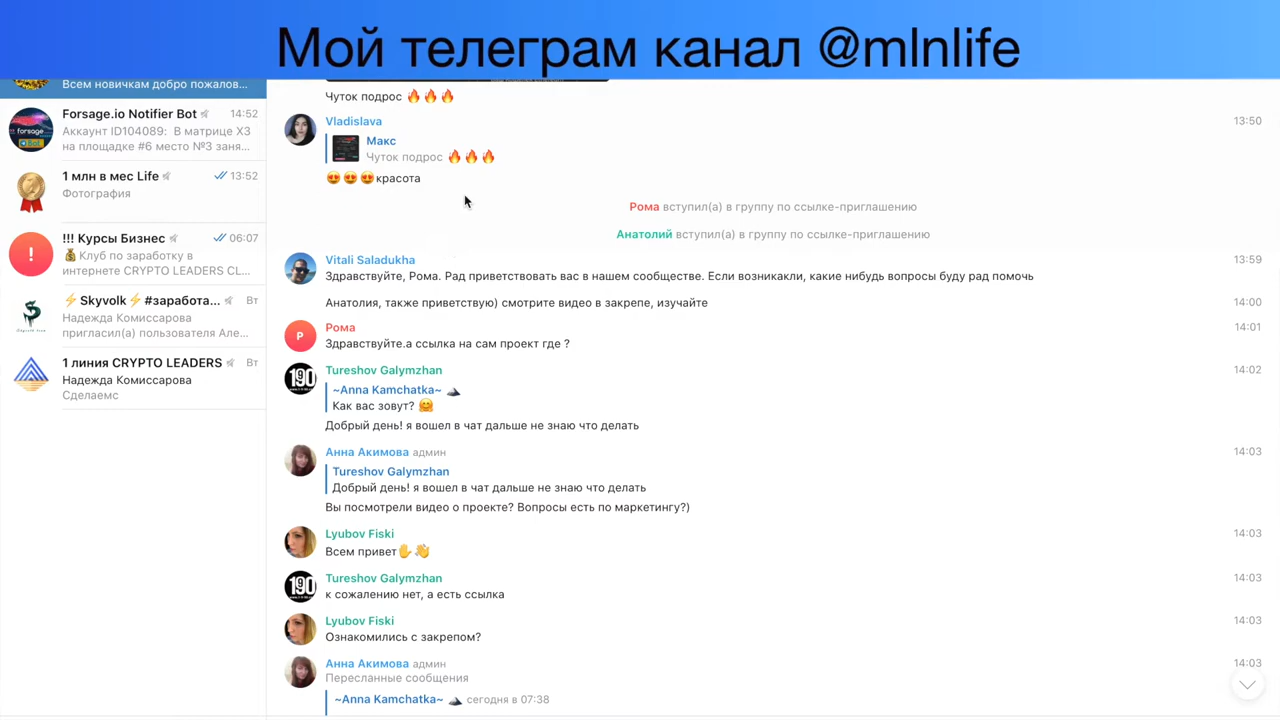 Мой телеграм канал @mlnlife
Всем новичкам добро пожалов...
Forsage.io Notifier Bot 14:52
Аккаунт ID104089: В матрице X3
на площадке #6 место №3 заня...
1 млн в мес Life 13:52
Фотография
!!! Курсы Бизнес 06:07
💰Клуб по заработку в
интернете CRYPTO LEADERS CL...
⚡Skyvolk⚡#заработа... Вт
Надежда Комиссарова
пригласил(а) пользователя Але...
1 линия CRYPTO LEADERS Вт
Надежда Комиссарова
Сделаемс
Чуток подрос 🔥🔥🔥
Vladislava 13:50
Макс
Чуток подрос 🔥🔥🔥
😍😍😍красота
Рома вступил(а) в группу по ссылке-приглашению
Анатолий вступил(а) в группу по ссылке-приглашению
Vitali Saladukha 13:59
Здравствуйте, Рома. Рад приветствовать вас в нашем сообществе. Если возникакли, какие нибудь вопросы буду рад помочь
Анатолия, также приветствую) смотрите видео в закрепе, изучайте 14:00
Рома 14:01
Р
Здравствуйте.а ссылка на сам проект где ?
Tureshov Galymzhan 14:02
190
~Anna Kamchatka~
Как вас зовут? 🤗
Добрый день! я вошел в чат дальше не знаю что делать
Анна Акимова админ 14:03
Tureshov Galymzhan
Добрый день! я вошел в чат дальше не знаю что делать
Вы посмотрели видео о проекте? Вопросы есть по маркетингу?)
Lyubov Fiski 14:03
Всем привет✋👋
Tureshov Galymzhan 14:03
190
к сожалению нет, а есть ссылка
Lyubov Fiski 14:03
Ознакомились с закрепом?
Анна Акимова админ 14:03
Пересланные сообщения
~Anna Kamchatka~ сегодня в 07:38